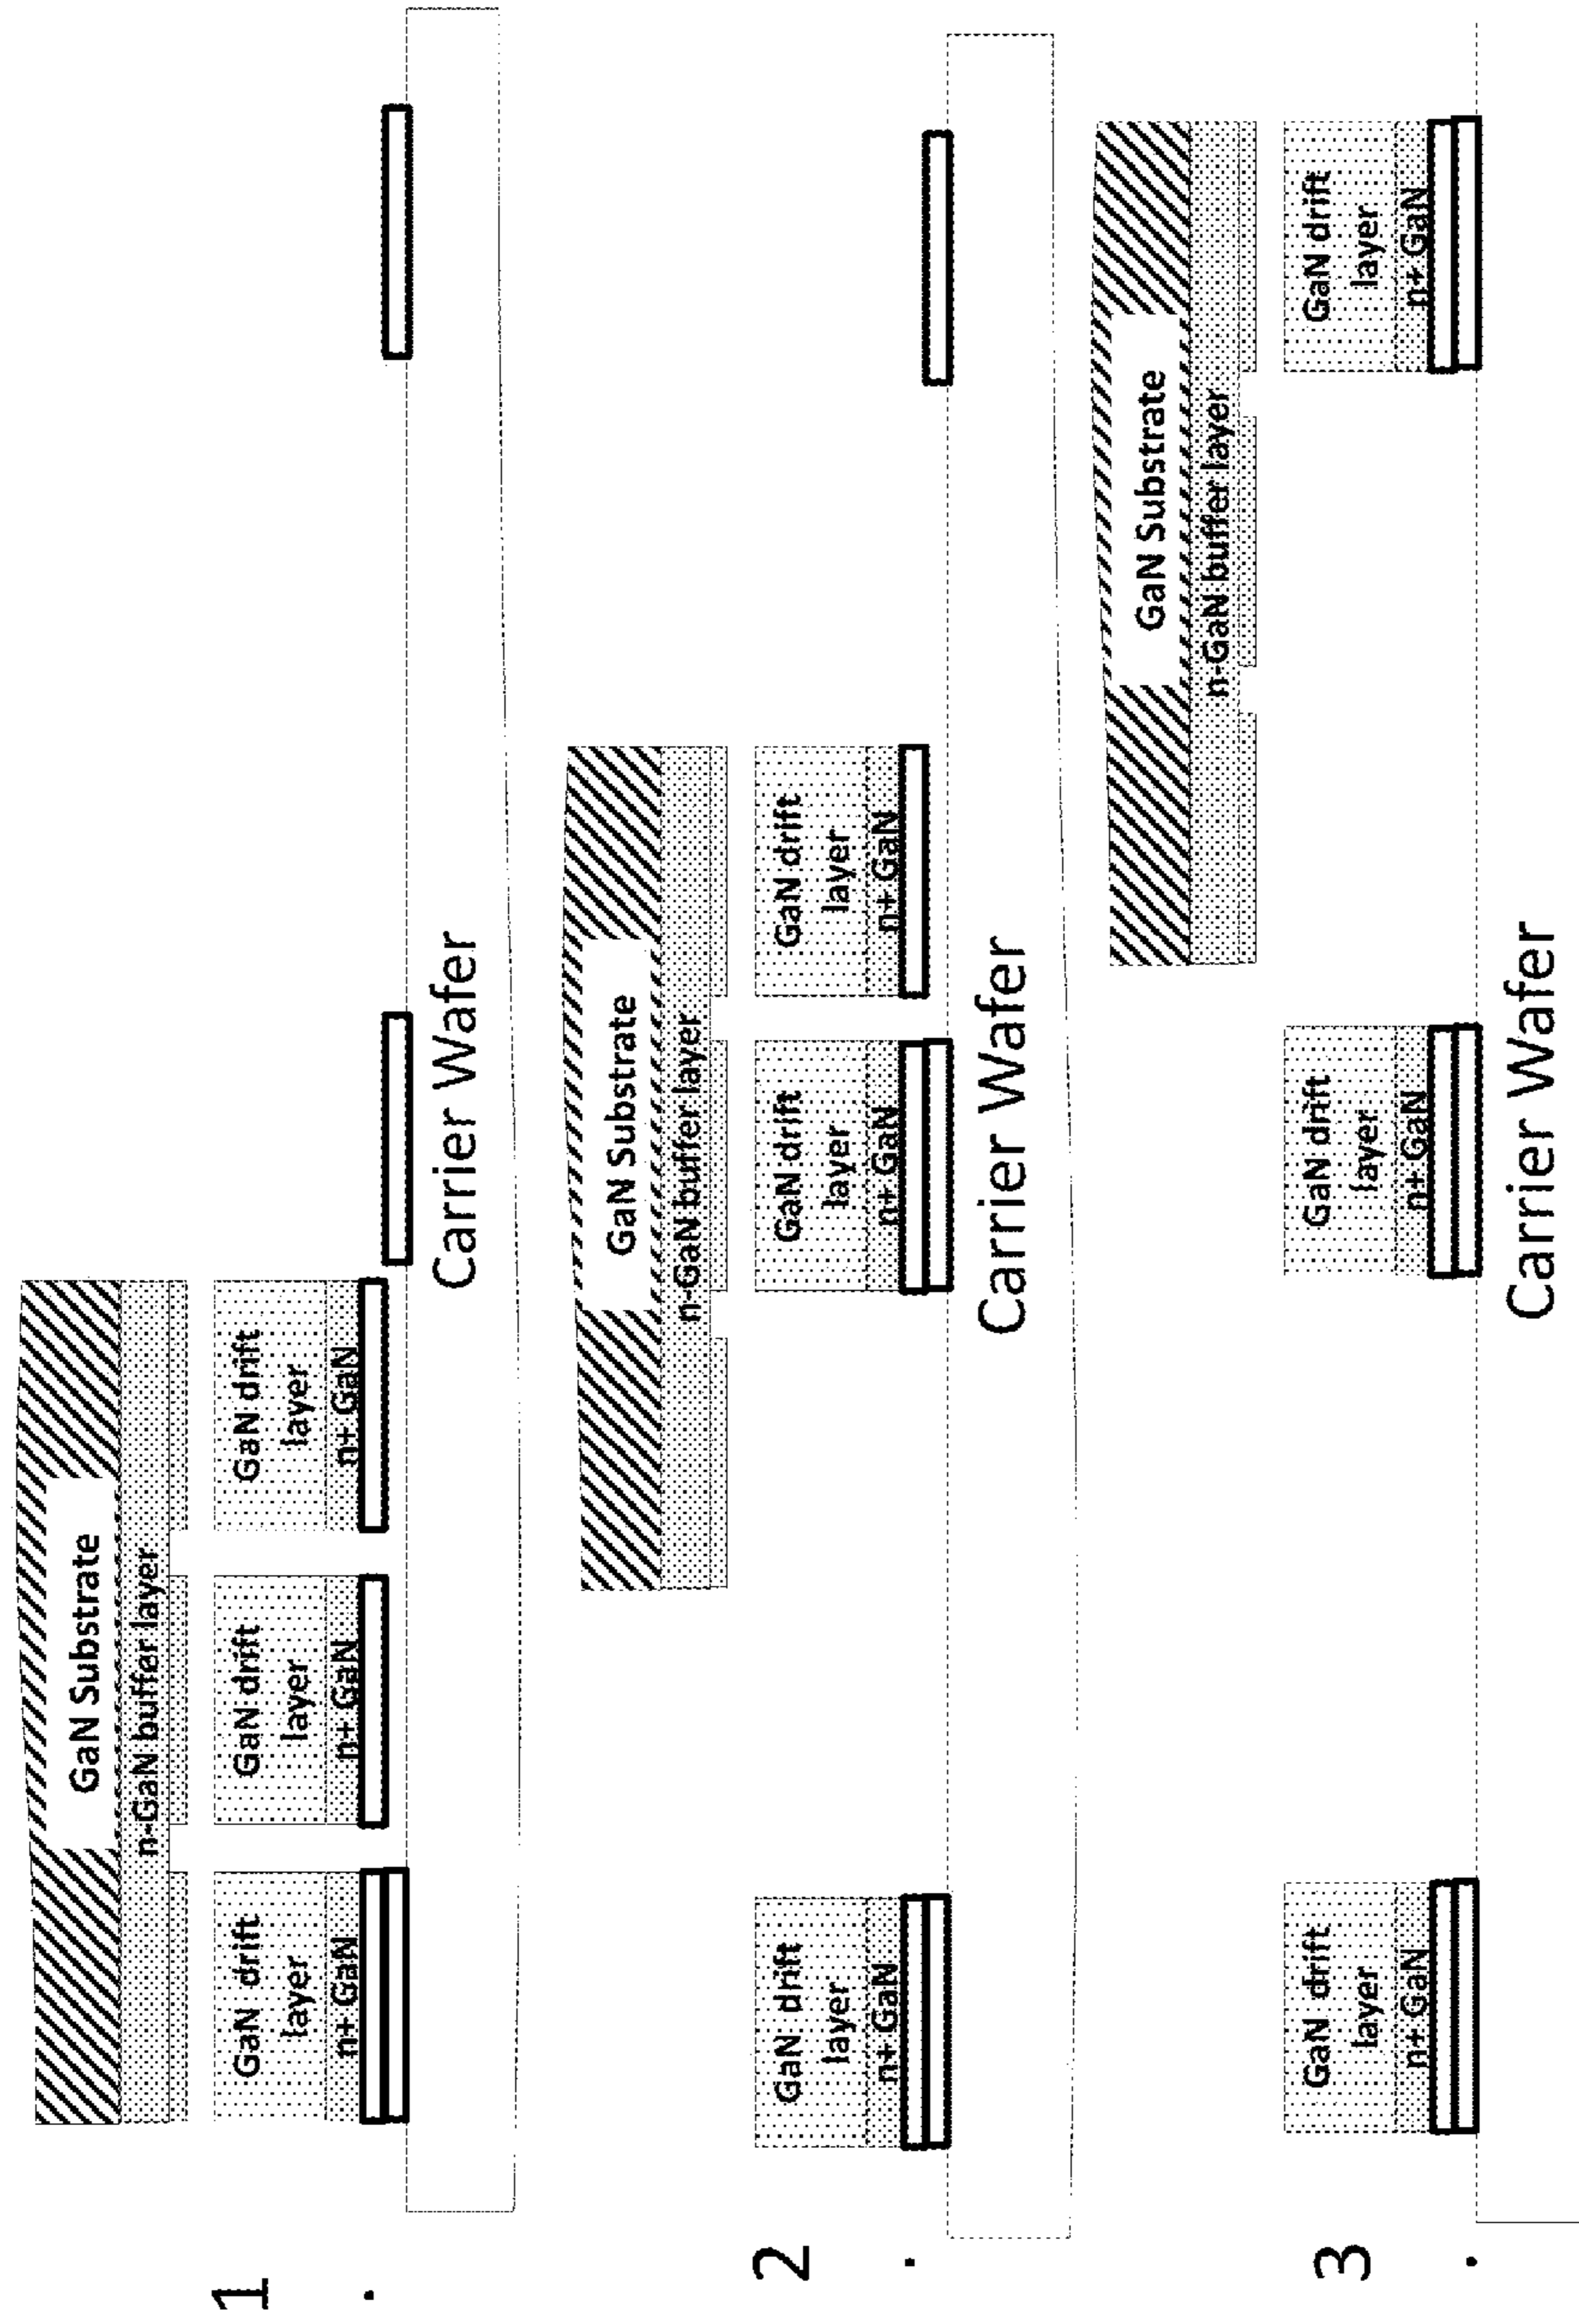 1.
GaN Substrate
n-GaN buffer layer
GaN drift
layer
n+ GaN
GaN drift
layer
n+ GaN
GaN drift
layer
n+ GaN
Carrier Wafer
2.
GaN Substrate
n-GaN buffer layer
GaN drift
layer
n+ GaN
GaN drift
layer
n+ GaN
GaN drift
layer
n+ GaN
Carrier Wafer
3.
GaN Substrate
n-GaN buffer layer
GaN drift
layer
n+ GaN
GaN drift
layer
n+ GaN
GaN drift
layer
n+ GaN
Carrier Wafer